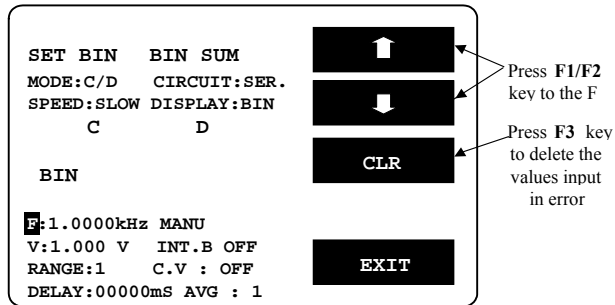 SET BIN BIN SUM
MODE:C/D CIRCUIT:SER.
SPEED:SLOW DISPLAY:BIN
C D
BIN
F:1.0000kHz MANU
V:1.000 V INT.B OFF
RANGE:1 C.V : OFF
DELAY:00000mS AVG : 1
CLR
EXIT
Press F1/F2
key to the F
Press F3 key
to delete the
values input
in error